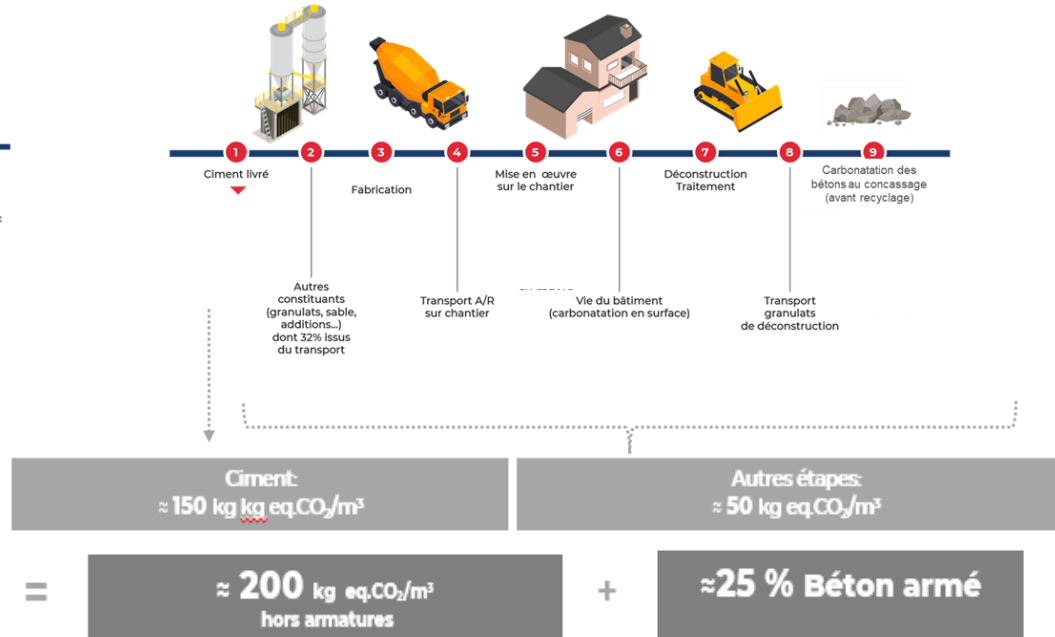 1
2
3
4
5
6
7
8
9
Ciment livré
Autres
constituants
(granulats, sable,
additions...)
dont 32% issus
du transport
Fabrication
Transport A/R
sur chantier
Mise en œuvre
sur le chantier
Vie du bâtiment
(carbonatation en surface)
Déconstruction
Traitement
Transport
granulats
de déconstruction
Carbonatation des
bétons au concassage
(avant recyclage)
Ciment:
≈ 150 kg kg eq.CO₂/m³
Autres étapes:
≈ 50 kg eq.CO₂/m³
=
≈ 200 kg eq.CO₂/m³
hors armatures
+
≈25 % Béton armé